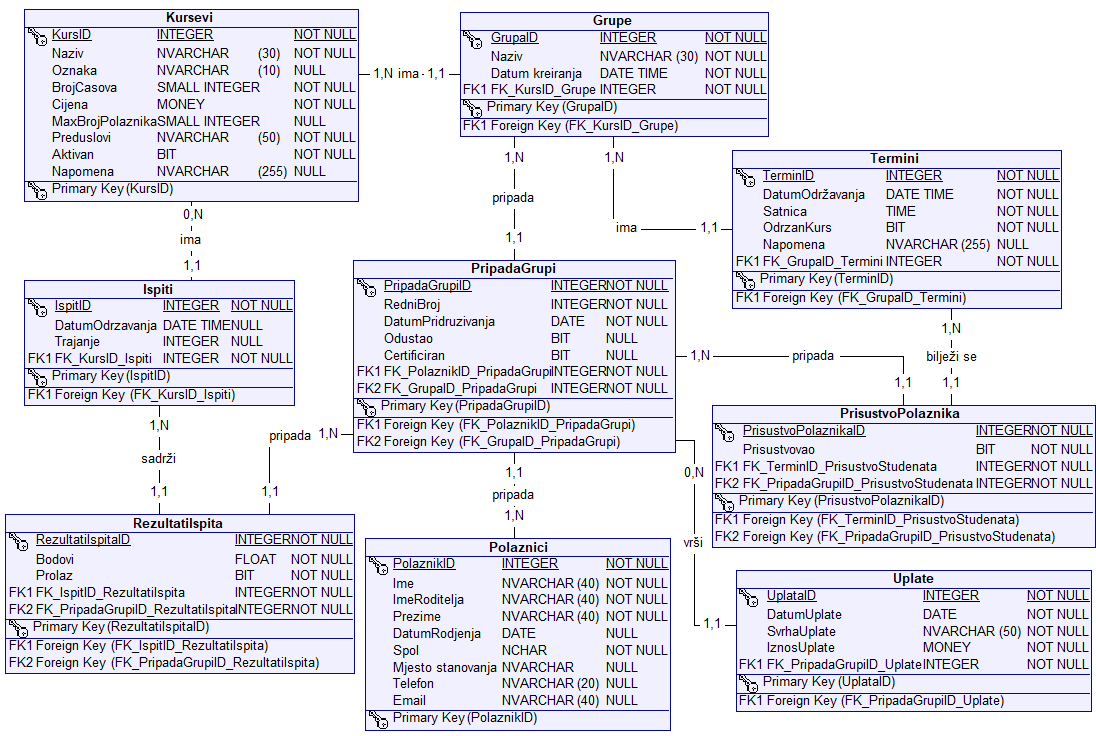 Kursevi
KursID INTEGER NOT NULL
Naziv NVARCHAR (30) NOT NULL
Oznaka NVARCHAR (10) NULL
BrojCasova SMALL INTEGER NOT NULL
Cijena MONEY NOT NULL
MaxBrojPolaznika SMALL INTEGER NULL
Preduslovi NVARCHAR (50) NOT NULL
Aktivan BIT NOT NULL
Napomena NVARCHAR (255) NULL
Primary Key (KursID)
1,N ima 1,1
Grupe
GrupaID INTEGER NOT NULL
Naziv NVARCHAR (30) NOT NULL
Datum kreiranja DATE TIME NOT NULL
FK1 FK_KursID_Grupe INTEGER NOT NULL
Primary Key (GrupaID)
FK1 Foreign Key (FK_KursID_Grupe)
1,N
pripada
1,1
1,N
ima
1,1
Termini
TerminID INTEGER NOT NULL
DatumOdržavanja DATE TIME NOT NULL
Satnica TIME NOT NULL
OdrzanKurs BIT NOT NULL
Napomena NVARCHAR (255) NULL
FK1 FK_GrupaID_Termini INTEGER NOT NULL
Primary Key (TerminID)
FK1 Foreign Key (FK_GrupaID_Termini)
0,N
ima
1,1
Ispiti
IspitID INTEGER NOT NULL
DatumOdrzavanja DATE TIME NULL
Trajanje INTEGER NULL
FK1 FK_KursID_Ispiti INTEGER NOT NULL
Primary Key (IspitID)
FK1 Foreign Key (FK_KursID_Ispiti)
PripadaGrupi
PripadaGrupiID INTEGER NOT NULL
RedniBroj INTEGER NOT NULL
DatumPridruzivanja DATE NOT NULL
Odustao BIT NULL
Certificiran BIT NULL
FK1 FK_PolaznikID_PripadaGrupi INTEGER NOT NULL
FK2 FK_GrupaID_PripadaGrupi INTEGER NOT NULL
Primary Key (PripadaGrupiID)
FK1 Foreign Key (FK_PolaznikID_PripadaGrupi)
FK2 Foreign Key (FK_GrupaID_PripadaGrupi)
1,N pripada
1,1
1,N
bilježi se
1,1
PrisustvoPolaznika
PrisustvoPolaznikaID INTEGER NOT NULL
Prisustvovao BIT NOT NULL
FK1 FK_TerminID_PrisustvoStudenata INTEGER NOT NULL
FK2 FK_PripadaGrupiID_PrisustvoStudenata INTEGER NOT NULL
Primary Key (PrisustvoPolaznikaID)
FK1 Foreign Key (FK_TerminID_PrisustvoStudenata)
FK2 Foreign Key (FK_PripadaGrupiID_PrisustvoStudenata)
1,N
sadrži
1,1
pripada 1,N
1,1
1,1
pripada
1,N
0,N
vrši
1,1
RezultatiIspita
RezultatiIspitaID INTEGER NOT NULL
Bodovi FLOAT NOT NULL
Prolaz BIT NOT NULL
FK1 FK_IspitID_RezultatiIspita INTEGER NOT NULL
FK2 FK_PripadaGrupiID_RezultatiIspita INTEGER NOT NULL
Primary Key (RezultatiIspitaID)
FK1 Foreign Key (FK_IspitID_RezultatiIspita)
FK2 Foreign Key (FK_PripadaGrupiID_RezultatiIspita)
Polaznici
PolaznikID INTEGER NOT NULL
Ime NVARCHAR (40) NOT NULL
ImeRoditelja NVARCHAR (40) NOT NULL
Prezime NVARCHAR (40) NOT NULL
DatumRodjenja DATE NULL
Spol NCHAR NOT NULL
Mjesto stanovanja NVARCHAR NULL
Telefon NVARCHAR (20) NULL
Email NVARCHAR (40) NULL
Primary Key (PolaznikID)
Uplate
UplataID INTEGER NOT NULL
DatumUplate DATE NOT NULL
SvrhaUplate NVARCHAR (50) NOT NULL
IznosUplate MONEY NOT NULL
FK1 FK_PripadaGrupiID_Uplate INTEGER NOT NULL
Primary Key (UplataID)
FK1 Foreign Key (FK_PripadaGrupiID_Uplate)